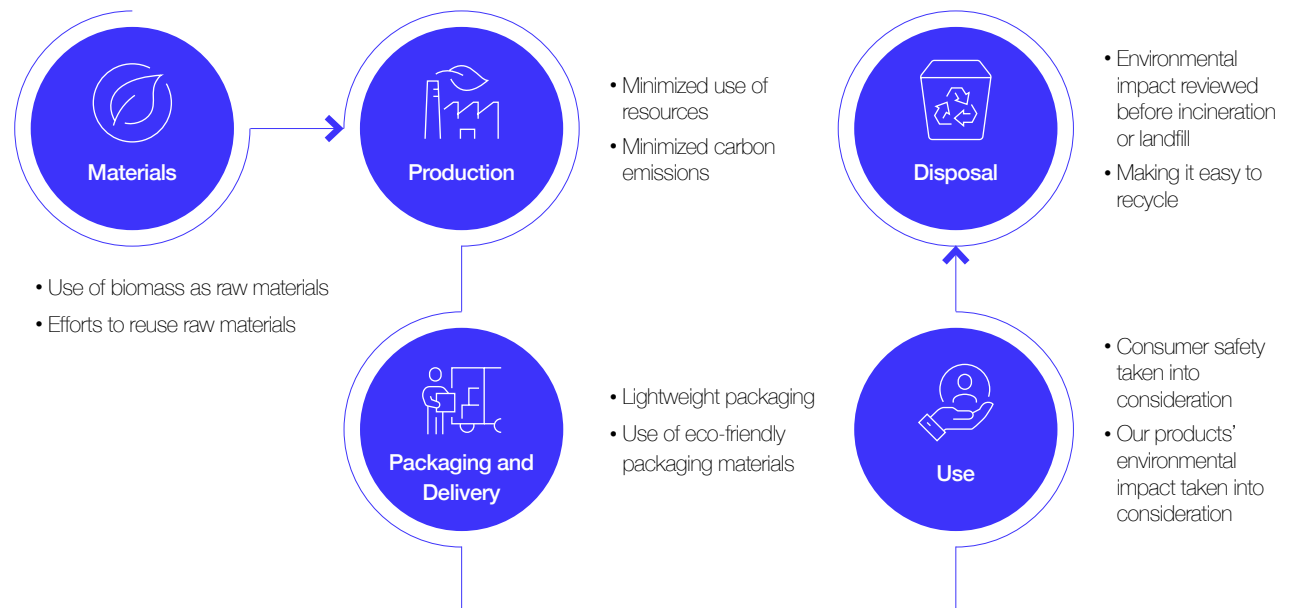 Materials
• Use of biomass as raw materials
• Efforts to reuse raw materials
Production
• Minimized use of
resources
• Minimized carbon
emissions
Packaging and
Delivery
• Lightweight packaging
• Use of eco-friendly
packaging materials
Use
• Consumer safety
taken into
consideration
• Our products’
environmental
impact taken into
consideration
Disposal
• Environmental
impact reviewed
before incineration
or landfill
• Making it easy to
recycle